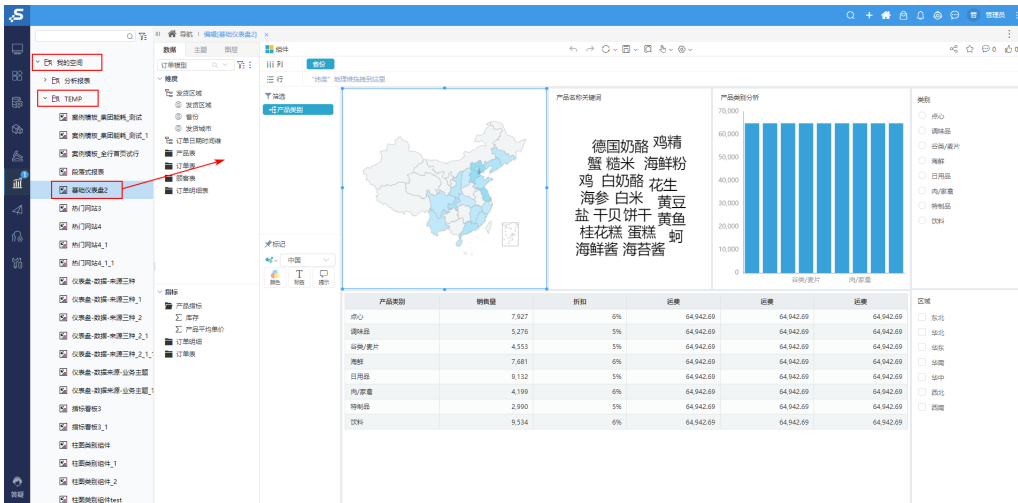 管理员
导航 | 编辑[基础仪表盘2] ×
数据 主题 图层
组件
0
我的空间
分析报表
TEMP
案例模板_集团能耗_测试
案例模板_集团能耗_测试_1
案例模板_全行首页试行
段落式报表
基础仪表盘2
热门网站3
热门网站4
热门网站4_1
热门网站4_1_1
仪表盘-数据-来源三种
仪表盘-数据-来源三种_1
仪表盘-数据-来源三种_2
仪表盘-数据-来源三种_2_1
仪表盘-数据-来源三种_2_1_
仪表盘-数据来源-业务主题
仪表盘-数据来源-业务主题_1
指标看板3
指标看板3_1
柱图类别组件
柱图类别组件_1
柱图类别组件_2
柱图类别组件test
答疑
订单模型
维度
发货区域
发货区域
省份
发货城市
订单日期时间维
产品表
订单表
顾客表
订单明细表
指标
产品指标
库存
产品平均单价
订单明细
订单表
列 省份
行 "纬度" 地理维拖拽到这里
筛选
产品类别
标记
中国
颜色 标签 提示
产品名称关键词
德国奶酪 鸡精
蟹 糙米 海鲜粉
鸡 白奶酪 花生
海参 白米 黄豆
盐 干贝 饼干 黄鱼
桂花糕 蛋糕 蚵
海鲜酱 海苔酱
产品类别分析
70,000
60,000
50,000
40,000
30,000
20,000
10,000
0
谷类/麦片 肉/家禽
类别
点心
调味品
谷类/麦片
海鲜
日用品
肉/家禽
特制品
饮料
产品类别 销售量 折扣 运费 运费 运费
点心 7,927 6% 64,942.69 64,942.69 64,942.69
调味品 5,276 5% 64,942.69 64,942.69 64,942.69
谷类/麦片 4,553 5% 64,942.69 64,942.69 64,942.69
海鲜 7,681 6% 64,942.69 64,942.69 64,942.69
日用品 9,132 5% 64,942.69 64,942.69 64,942.69
肉/家禽 4,199 6% 64,942.69 64,942.69 64,942.69
特制品 2,990 5% 64,942.69 64,942.69 64,942.69
饮料 9,534 6% 64,942.69 64,942.69 64,942.69
区域
东北
华北
华东
华南
华中
西北
西南